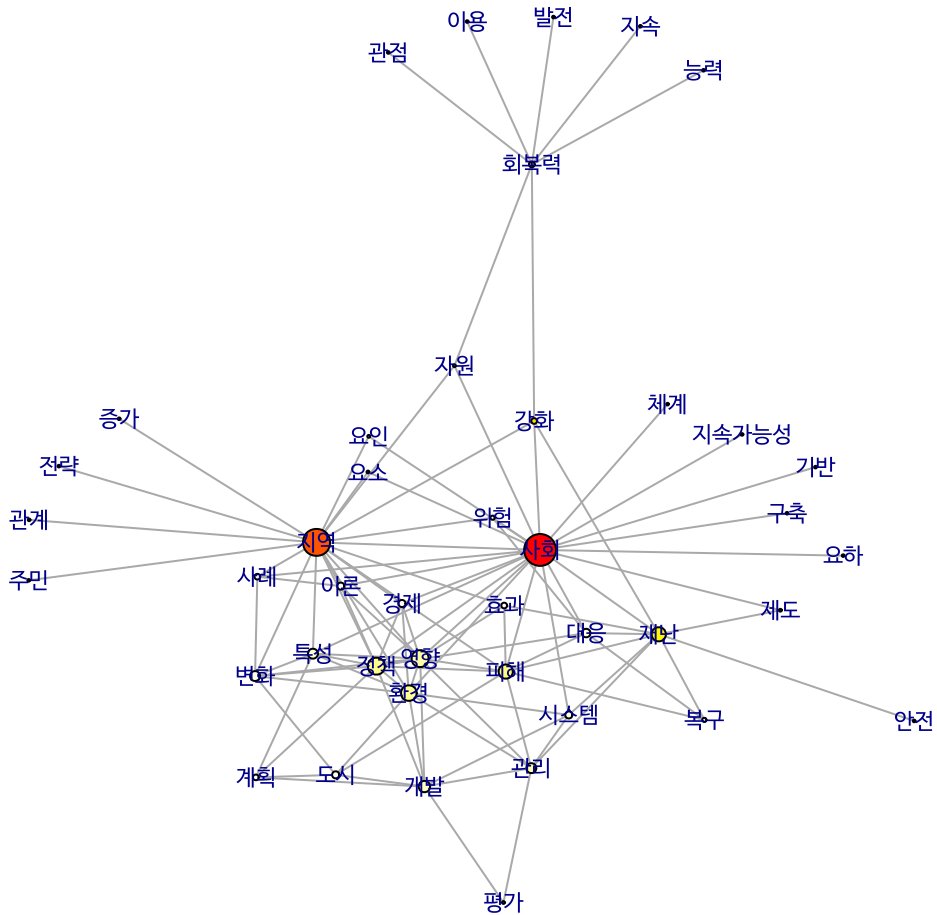 발전
이용
지속
관점
능력
회복력
자원
체계
증가
강화
지속가능성
요인
전략
기반
요소
구축
위험
관계
지역
사회
요하
사례
주민
이론
경제
효과
제도
대응
재난
특성
영향
정책
피해
변화
환경
시스템
복구
안전
관리
도시
계획
개발
평가